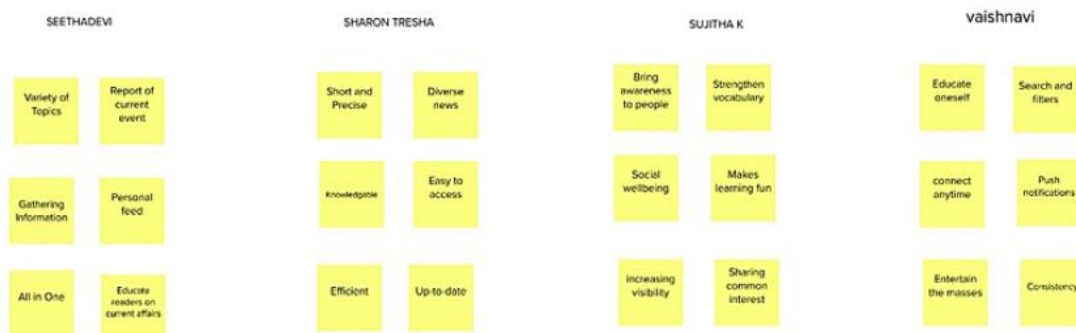 SEETHADEVI
Variety of
Topics
Report of
current
event
Gathering
Information
Personal
feed
All in One
Educate
readers on
current affairs
SHARON TRESHA
Short and
Precise
Diverse
news
Knowledgable
Easy to
access
Efficient
Up-to-date
SUJITHA K
Bring
awareness
to people
Strengthen
vocabulary
Social
wellbeing
Makes
learning fun
increasing
visibility
Sharing
common
interest
vaishnavi
Educate
oneself
Search and
filters
connect
anytime
Push
notifications
Entertain
the masses
Consistency